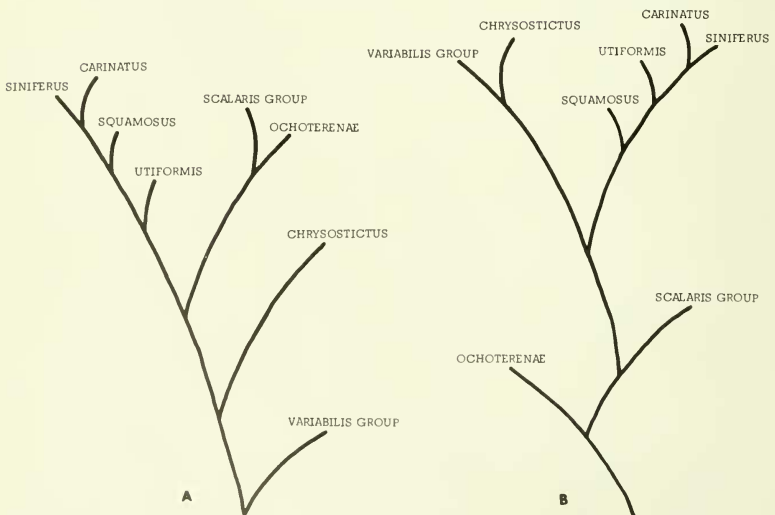 SINIFERUS
CARINATUS
SQUAMOSUS
UTIFORMIS
SCALARIS GROUP
OCHOTERENAE
CHRYSOSTICTUS
VARIABILIS GROUP
A
VARIABILIS GROUP
CHRYSOSTICTUS
CARINATUS
SINIFERUS
UTIFORMIS
SQUAMOSUS
SCALARIS GROUP
OCHOTERENAE
B